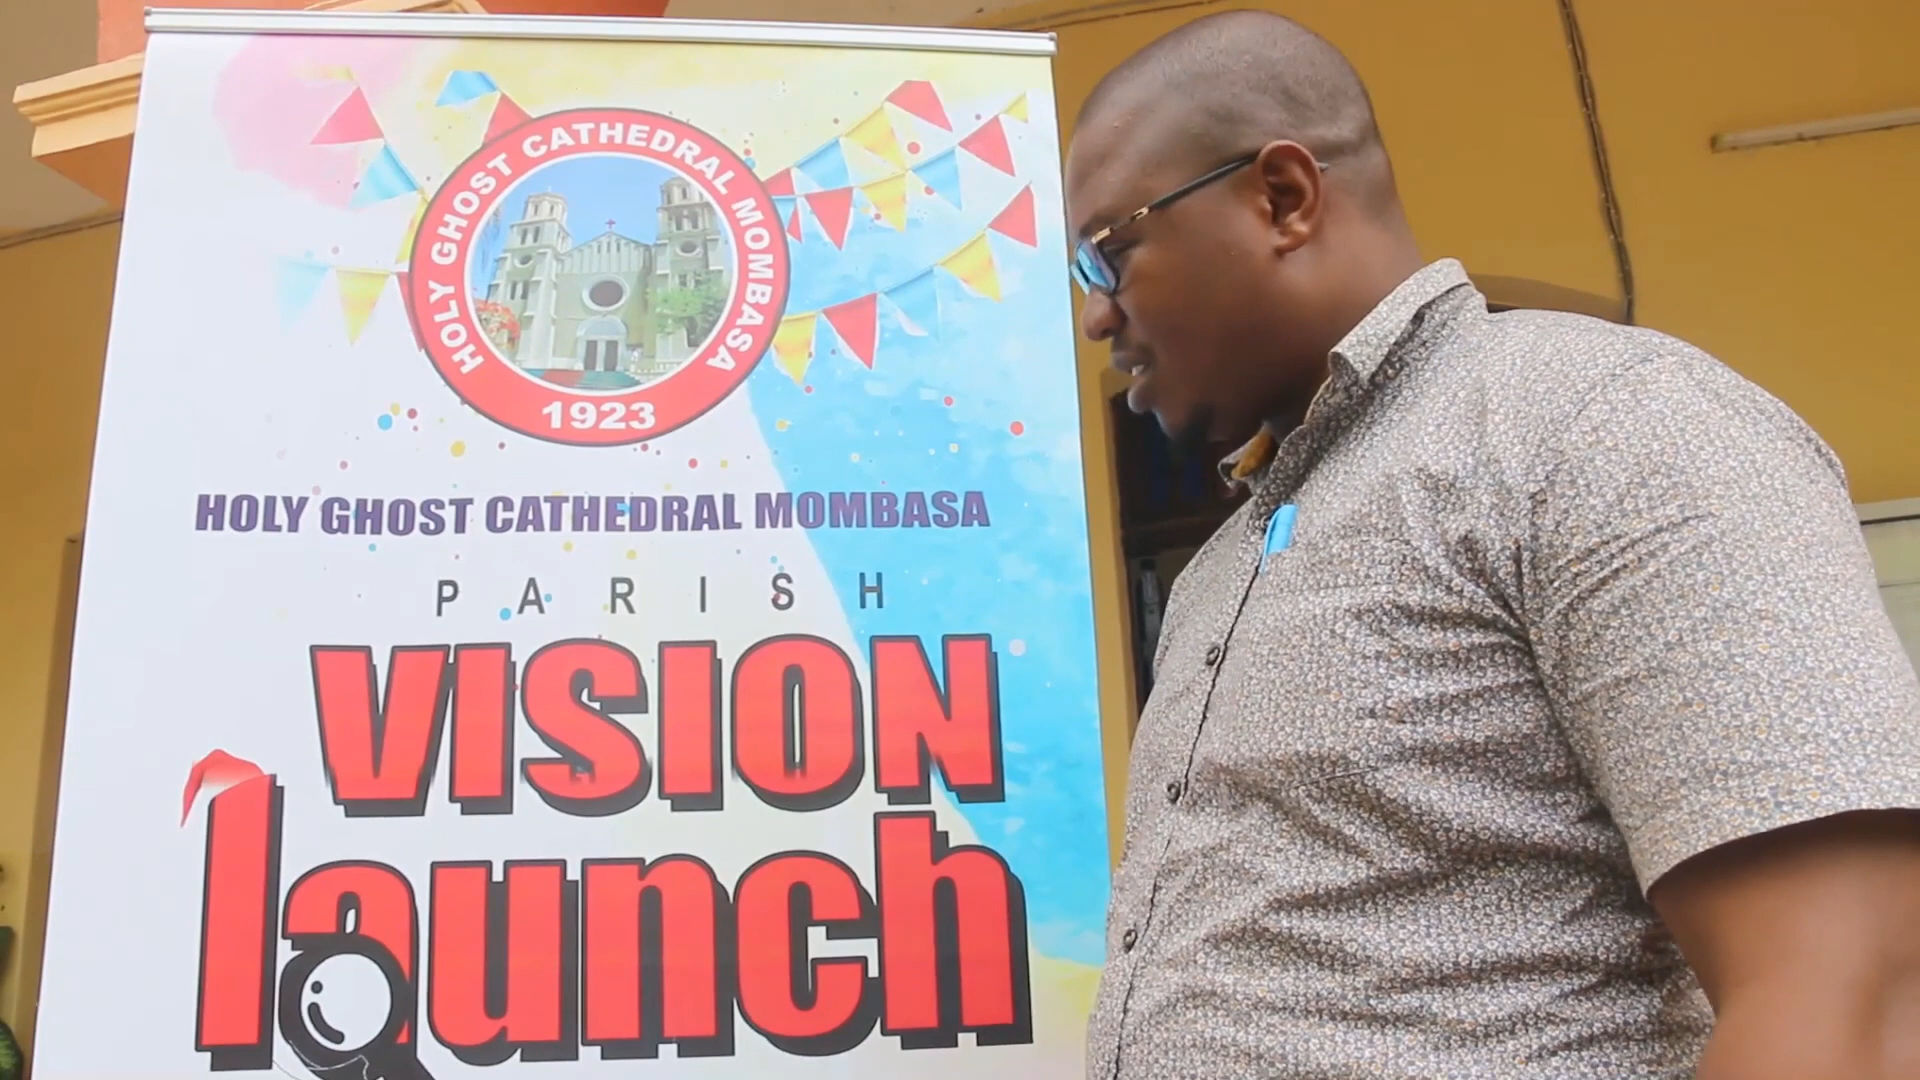 HOLY GHOST CATHEDRAL MOMBASA
1923
HOLY GHOST CATHEDRAL MOMBASA
PARISH
VISION
launch